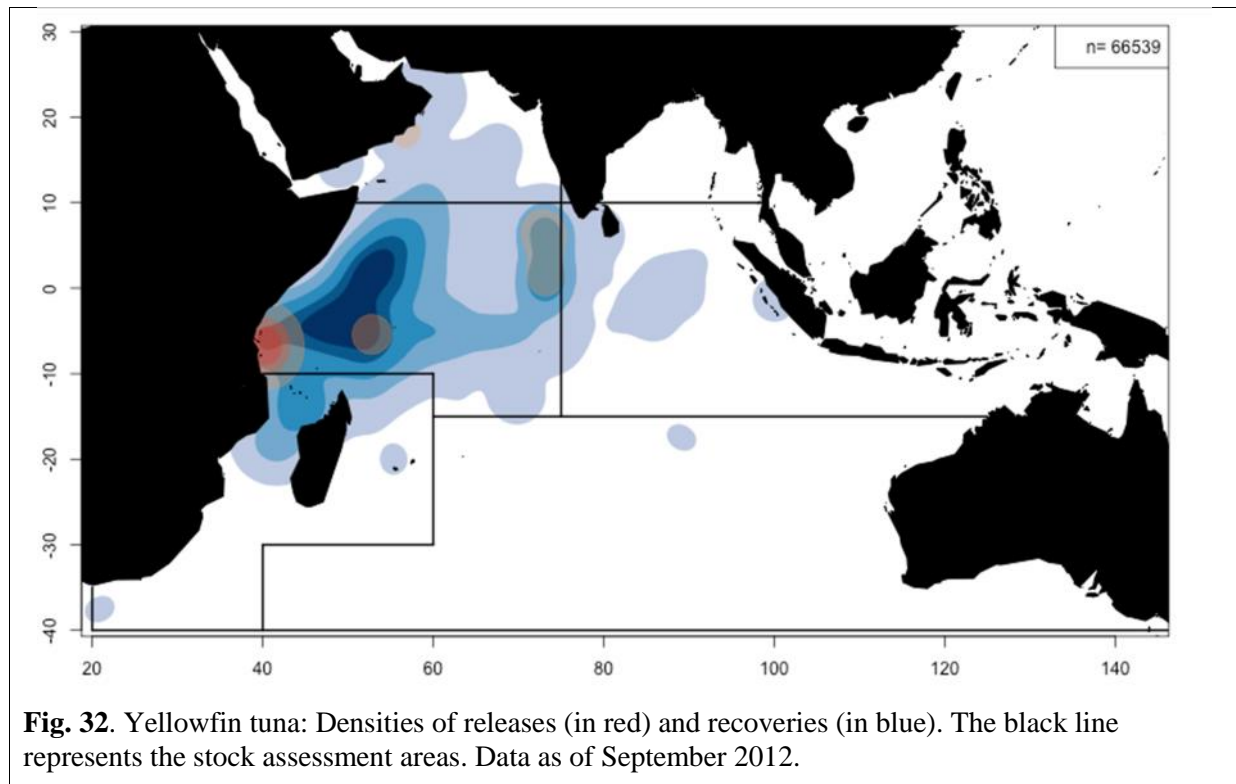 n= 66539
30
20
10
0
-10
-20
-30
-40
20 40 60 80 100 120 140
Fig. 32. Yellowfin tuna: Densities of releases (in red) and recoveries (in blue). The black line
represents the stock assessment areas. Data as of September 2012.